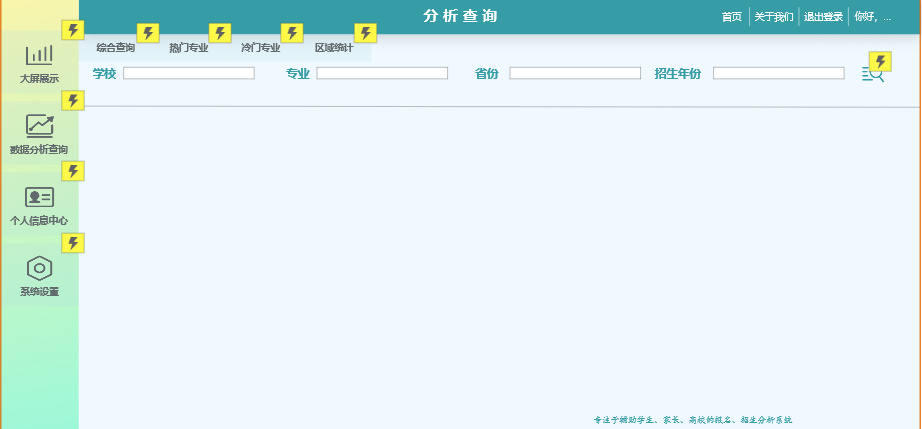 分析查询
首页 关于我们 退出登录 你好，...
综合查询 热门专业 冷门专业 区域统计
学校 专业 省份 招生年份
大屏展示
数据分析查询
个人信息中心
系统设置
专注于辅助学生、家长、高校的报名、招生分析系统